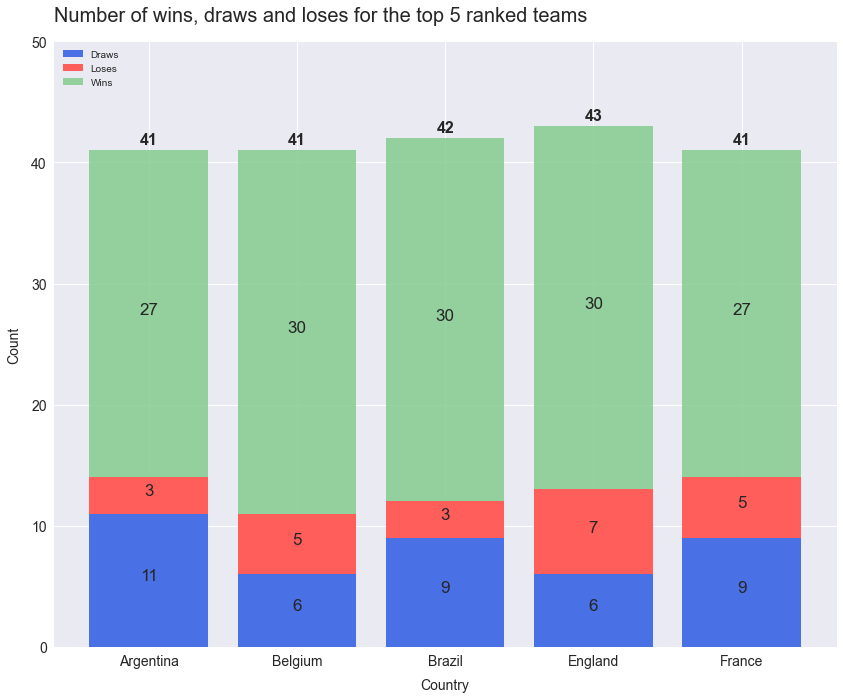 Number of wins, draws and loses for the top 5 ranked teams
50
Draws
Loses
Wins
43
42
41 41 41
40
30
27 30 30 30 27
Count
20
3 5 3 7 5
10
11 6 9 6 9
0
Argentina Belgium Brazil England France
Country